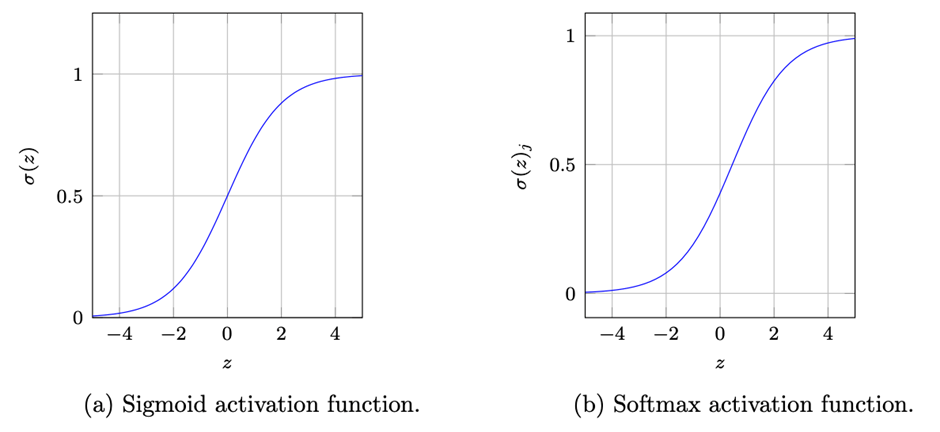 1
0.5
0
σ(z)
−4 −2 0 2 4
z
(a) Sigmoid activation function.
1
0.5
0
σ(z)j
−4 −2 0 2 4
z
(b) Softmax activation function.